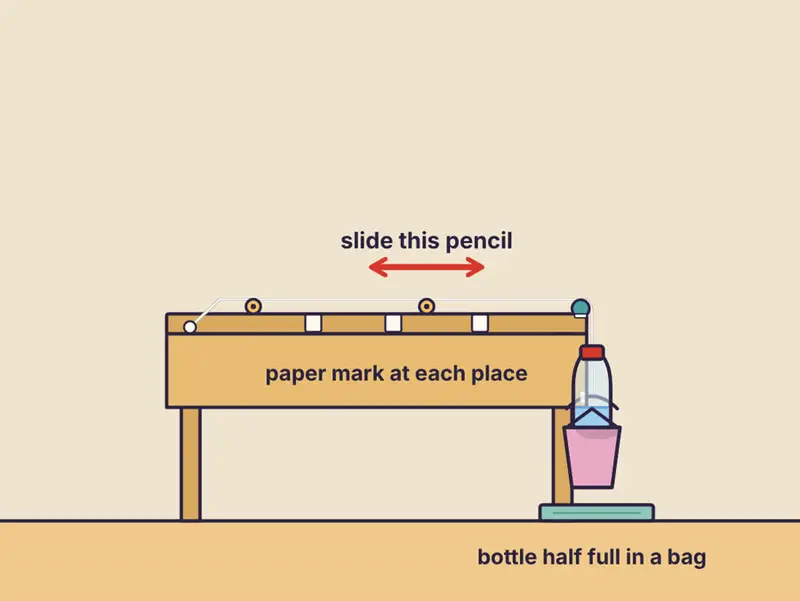 slide this pencil
paper mark at each place
bottle half full in a bag